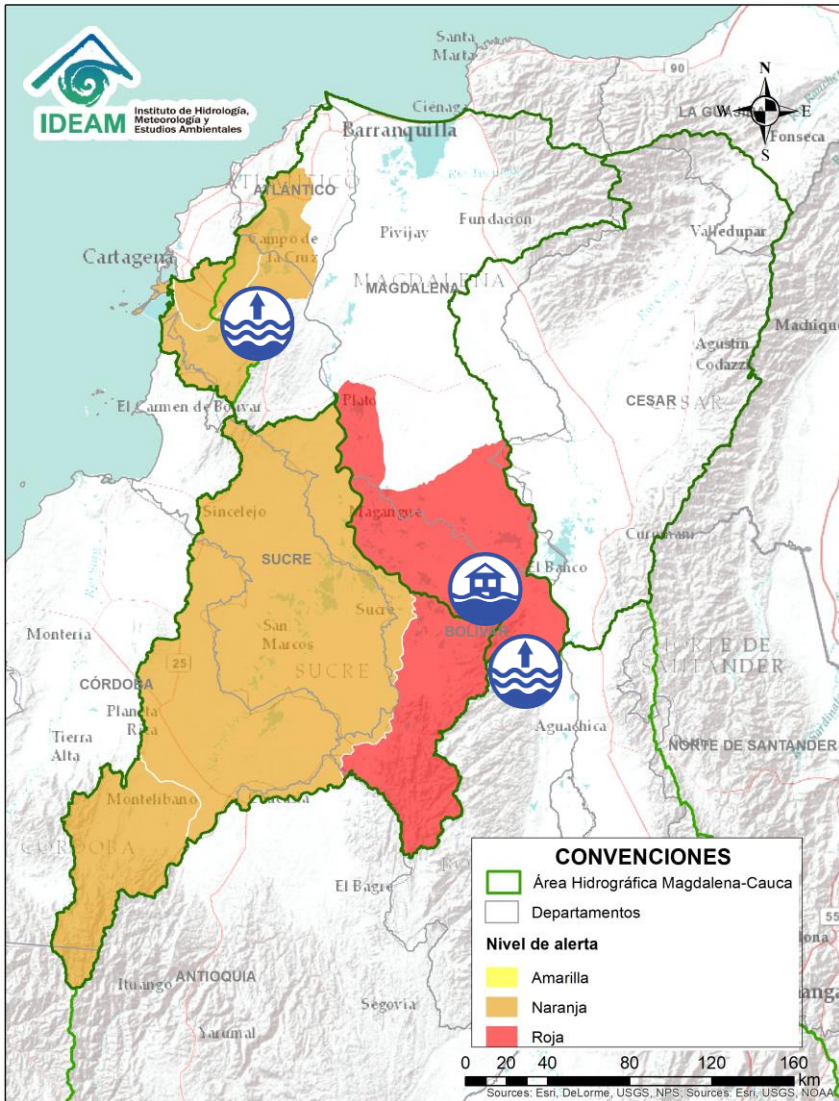 IDEAM
Instituto de Hidrología,
Meteorología y
Estudios Ambientales
Santa
Marta
90
N
W
E
S
Ciénaga
Barranquilla
LA GUAJI
Fonseca
ATLÁNTICO
ATLÁNTICO
Pivijay
Fundación
Valledupar
Cartagena
Campo de
la Cruz
MAGDALENA
MAGDALENA
Machique
Agustín
Codazzi
El Carmen de Bolívar
Plato
CESAR
CESAR
Sincelejo
Magangué
Curumaní
SUCRE
El Banco
Sucre
BOLÍVAR
Montería
San
Marcos
NORTE DE
SANTANDER
25
SUCRE
CÓRDOBA
Planeta
Rica
Aguachica
Tierra
Alta
NORTE DE SANTANDER
Montelíbano
CÓRDOBA
El Bagre
Ituango
ANTIOQUIA
Segovia
Yarumal
CONVENCIONES
Área Hidrográfica Magdalena-Cauca
Departamentos
55
Nivel de alerta
Amarilla
Naranja
Roja
0 20 40 80 120 160
km
Sources: Esri, DeLorme, USGS, NPS; Sources: Esri, USGS, NOAA